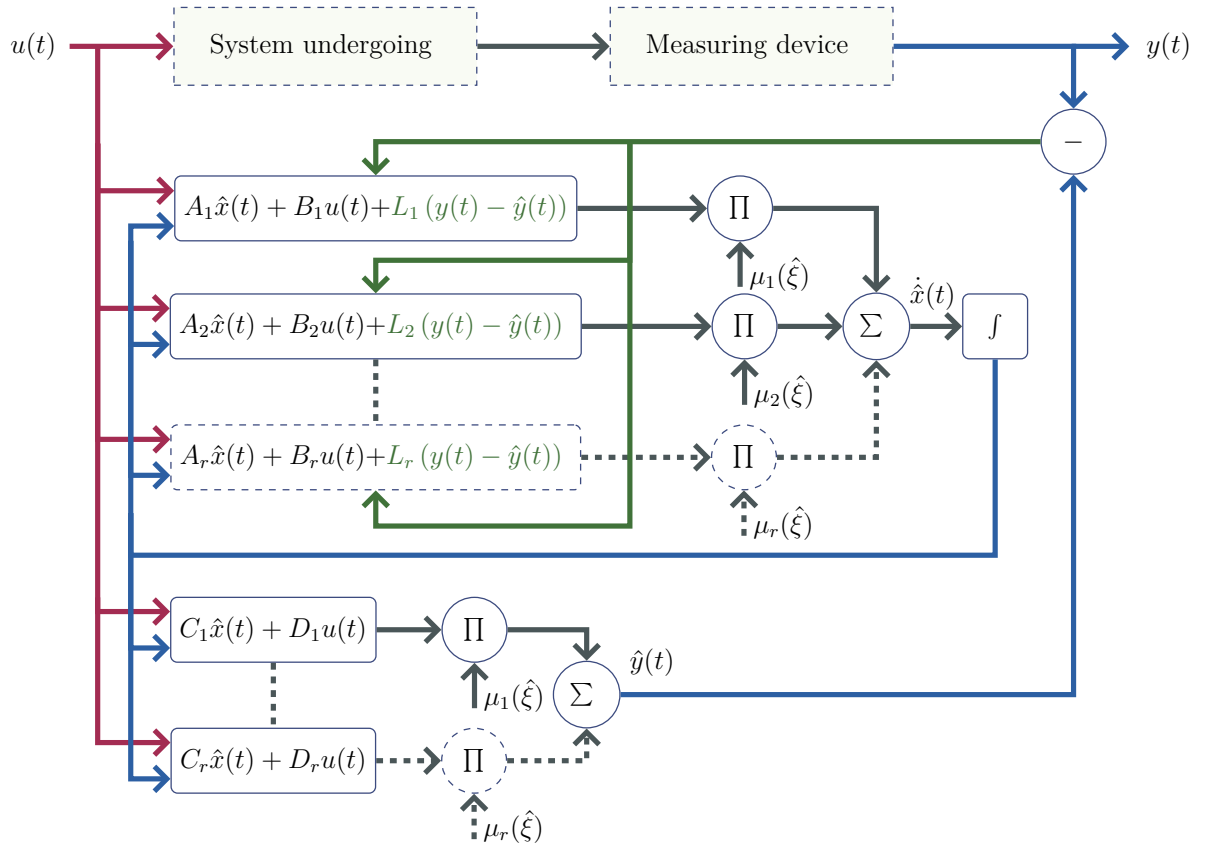 u(t) System undergoing Measuring device y(t)
−
A₁x̂(t) + B₁u(t)+L₁ (y(t) − ŷ(t)) ∏
μ₁(ξ̂)
A₂x̂(t) + B₂u(t)+L₂ (y(t) − ŷ(t)) ∏ ∑ ẋ̂(t) ∫
μ₂(ξ̂)
Aᵣx̂(t) + Bᵣu(t)+Lᵣ (y(t) − ŷ(t)) ∏
μᵣ(ξ̂)
C₁x̂(t) + D₁u(t) ∏
μ₁(ξ̂) ∑ ŷ(t)
Cᵣx̂(t) + Dᵣu(t) ∏
μᵣ(ξ̂)